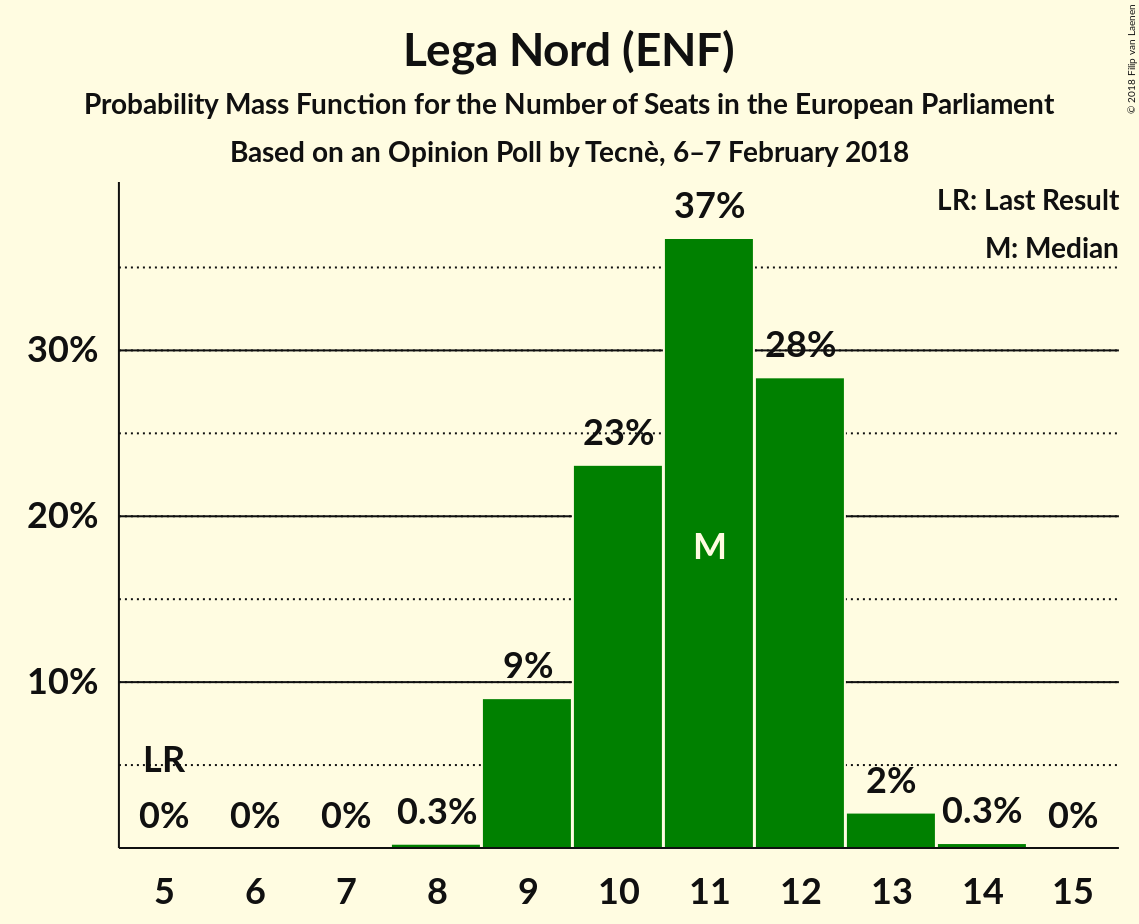 Lega Nord (ENF)
Probability Mass Function for the Number of Seats in the European Parliament
Based on an Opinion Poll by Tecnè, 6–7 February 2018
© 2018 Filip van Laenen
LR: Last Result
M: Median
37%
30%
28%
23%
M
20%
9%
10%
LR
2%
0%
0%
0%
0.3%
0.3%
0%
5 6 7 8 9 10 11 12 13 14 15